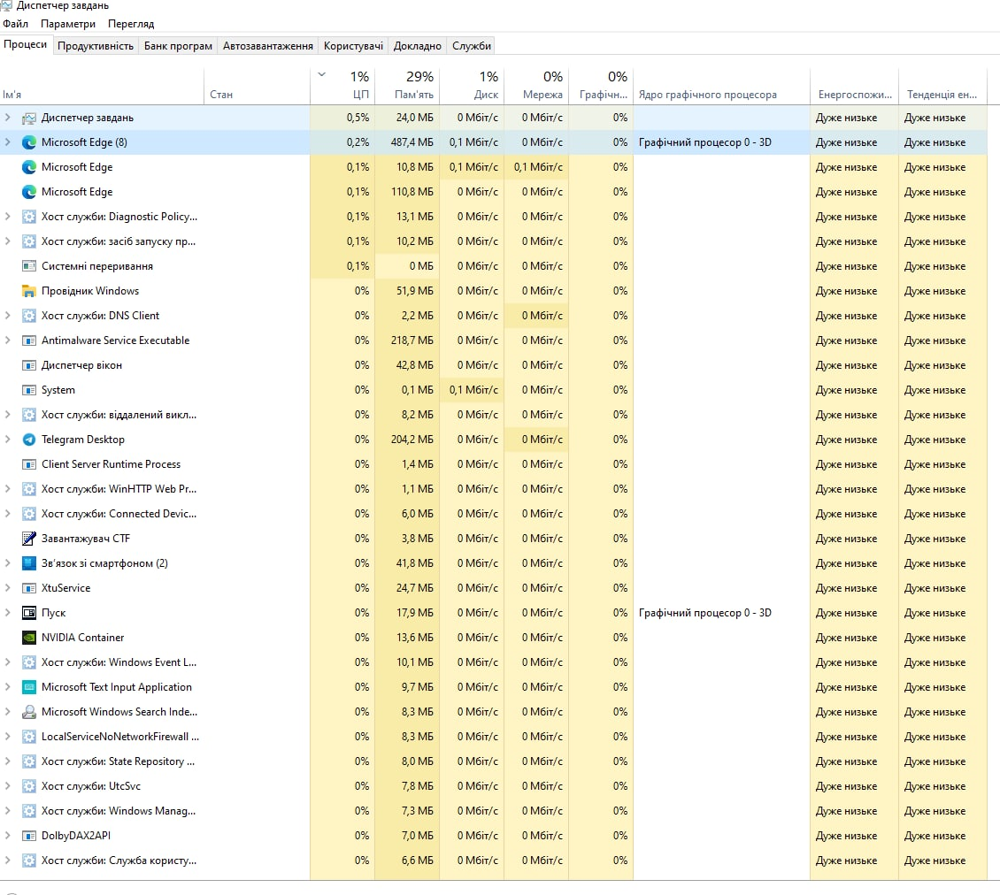 Диспетчер завдань
Файл Параметри Перегляд
Процеси Продуктивність Банк програм Автозавантаження Користувачі Докладно Служби
1% 29% 1% 0% 0%
Ім'я Стан ЦП Пам'ять Диск Мережа Графічн... Ядро графічного процесора Енергоспожи... Тенденція ен...
Диспетчер завдань 0,5% 24,0 МБ 0 Мбіт/с 0 Мбіт/с 0% Дуже низьке Дуже низьке
Microsoft Edge (8) 0,2% 487,4 МБ 0,1 Мбіт/с 0 Мбіт/с 0% Графічний процесор 0 - 3D Дуже низьке Дуже низьке
Microsoft Edge 0,1% 10,8 МБ 0,1 Мбіт/с 0,1 Мбіт/с 0% Дуже низьке Дуже низьке
Microsoft Edge 0,1% 110,8 МБ 0 Мбіт/с 0 Мбіт/с 0% Дуже низьке Дуже низьке
Хост служби: Diagnostic Policy... 0,1% 13,1 МБ 0 Мбіт/с 0 Мбіт/с 0% Дуже низьке Дуже низьке
Хост служби: засіб запуску пр... 0,1% 10,2 МБ 0 Мбіт/с 0 Мбіт/с 0% Дуже низьке Дуже низьке
Системні переривання 0,1% 0 МБ 0 Мбіт/с 0 Мбіт/с 0% Дуже низьке Дуже низьке
Провідник Windows 0% 51,9 МБ 0 Мбіт/с 0 Мбіт/с 0% Дуже низьке Дуже низьке
Хост служби: DNS Client 0% 2,2 МБ 0 Мбіт/с 0 Мбіт/с 0% Дуже низьке Дуже низьке
Antimalware Service Executable 0% 218,7 МБ 0 Мбіт/с 0 Мбіт/с 0% Дуже низьке Дуже низьке
Диспетчер вікон 0% 42,8 МБ 0 Мбіт/с 0 Мбіт/с 0% Дуже низьке Дуже низьке
System 0% 0,1 МБ 0,1 Мбіт/с 0 Мбіт/с 0% Дуже низьке Дуже низьке
Хост служби: віддалений викл... 0% 8,2 МБ 0 Мбіт/с 0 Мбіт/с 0% Дуже низьке Дуже низьке
Telegram Desktop 0% 204,2 МБ 0 Мбіт/с 0 Мбіт/с 0% Дуже низьке Дуже низьке
Client Server Runtime Process 0% 1,4 МБ 0 Мбіт/с 0 Мбіт/с 0% Дуже низьке Дуже низьке
Хост служби: WinHTTP Web Pr... 0% 1,1 МБ 0 Мбіт/с 0 Мбіт/с 0% Дуже низьке Дуже низьке
Хост служби: Connected Devic... 0% 6,0 МБ 0 Мбіт/с 0 Мбіт/с 0% Дуже низьке Дуже низьке
Завантажувач CTF 0% 3,8 МБ 0 Мбіт/с 0 Мбіт/с 0% Дуже низьке Дуже низьке
Зв’язок зі смартфоном (2) 0% 41,8 МБ 0 Мбіт/с 0 Мбіт/с 0% Дуже низьке Дуже низьке
XtuService 0% 24,7 МБ 0 Мбіт/с 0 Мбіт/с 0% Дуже низьке Дуже низьке
Пуск 0% 17,9 МБ 0 Мбіт/с 0 Мбіт/с 0% Графічний процесор 0 - 3D Дуже низьке Дуже низьке
NVIDIA Container 0% 13,6 МБ 0 Мбіт/с 0 Мбіт/с 0% Дуже низьке Дуже низьке
Хост служби: Windows Event L... 0% 10,1 МБ 0 Мбіт/с 0 Мбіт/с 0% Дуже низьке Дуже низьке
Microsoft Text Input Application 0% 9,7 МБ 0 Мбіт/с 0 Мбіт/с 0% Дуже низьке Дуже низьке
Microsoft Windows Search Inde... 0% 8,3 МБ 0 Мбіт/с 0 Мбіт/с 0% Дуже низьке Дуже низьке
LocalServiceNoNetworkFirewall ... 0% 8,3 МБ 0 Мбіт/с 0 Мбіт/с 0% Дуже низьке Дуже низьке
Хост служби: State Repository ... 0% 8,0 МБ 0 Мбіт/с 0 Мбіт/с 0% Дуже низьке Дуже низьке
Хост служби: UtcSvc 0% 7,8 МБ 0 Мбіт/с 0 Мбіт/с 0% Дуже низьке Дуже низьке
Хост служби: Windows Manag... 0% 7,3 МБ 0 Мбіт/с 0 Мбіт/с 0% Дуже низьке Дуже низьке
DolbyDAX2API 0% 7,0 МБ 0 Мбіт/с 0 Мбіт/с 0% Дуже низьке Дуже низьке
Хост служби: Служба користу... 0% 6,6 МБ 0 Мбіт/с 0 Мбіт/с 0% Дуже низьке Дуже низьке